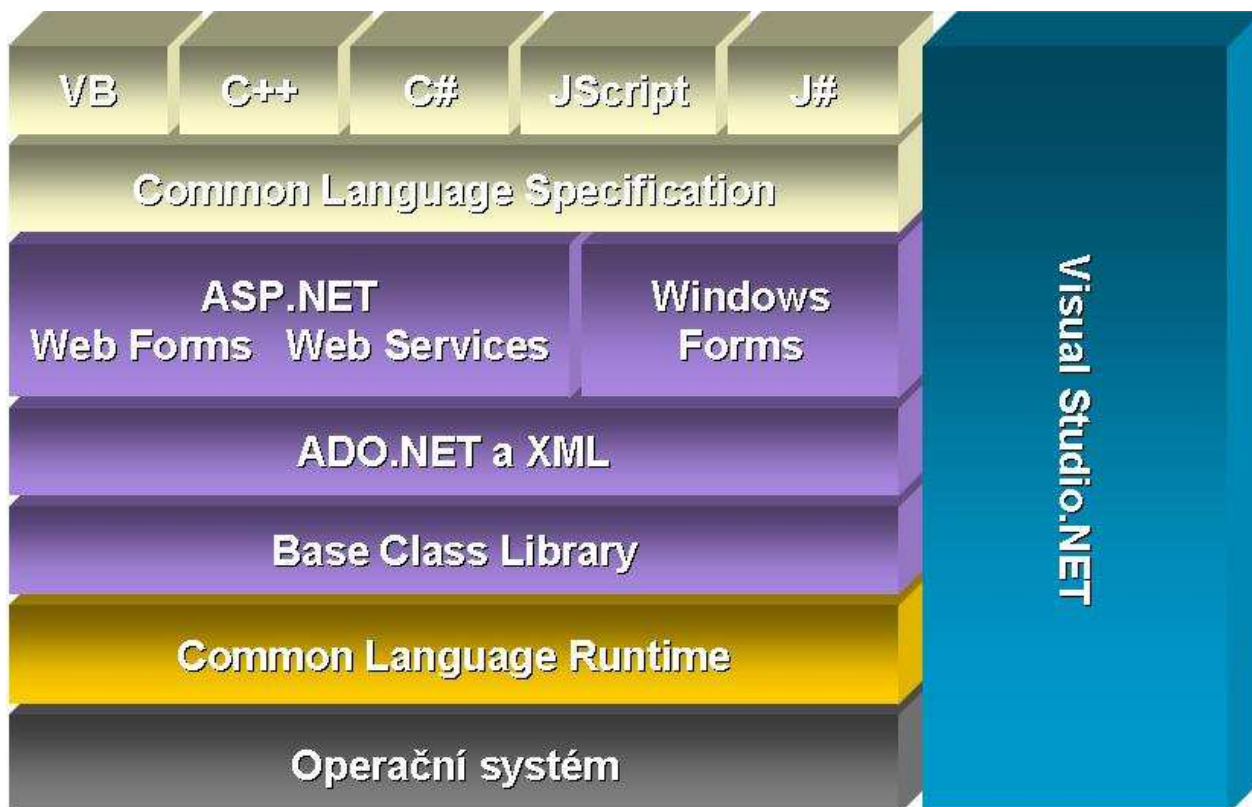 VB C++ C# JScript J#
Common Language Specification
ASP.NET
Web Forms Web Services
Windows
Forms
ADO.NET a XML
Base Class Library
Common Language Runtime
Operační systém
Visual Studio.NET